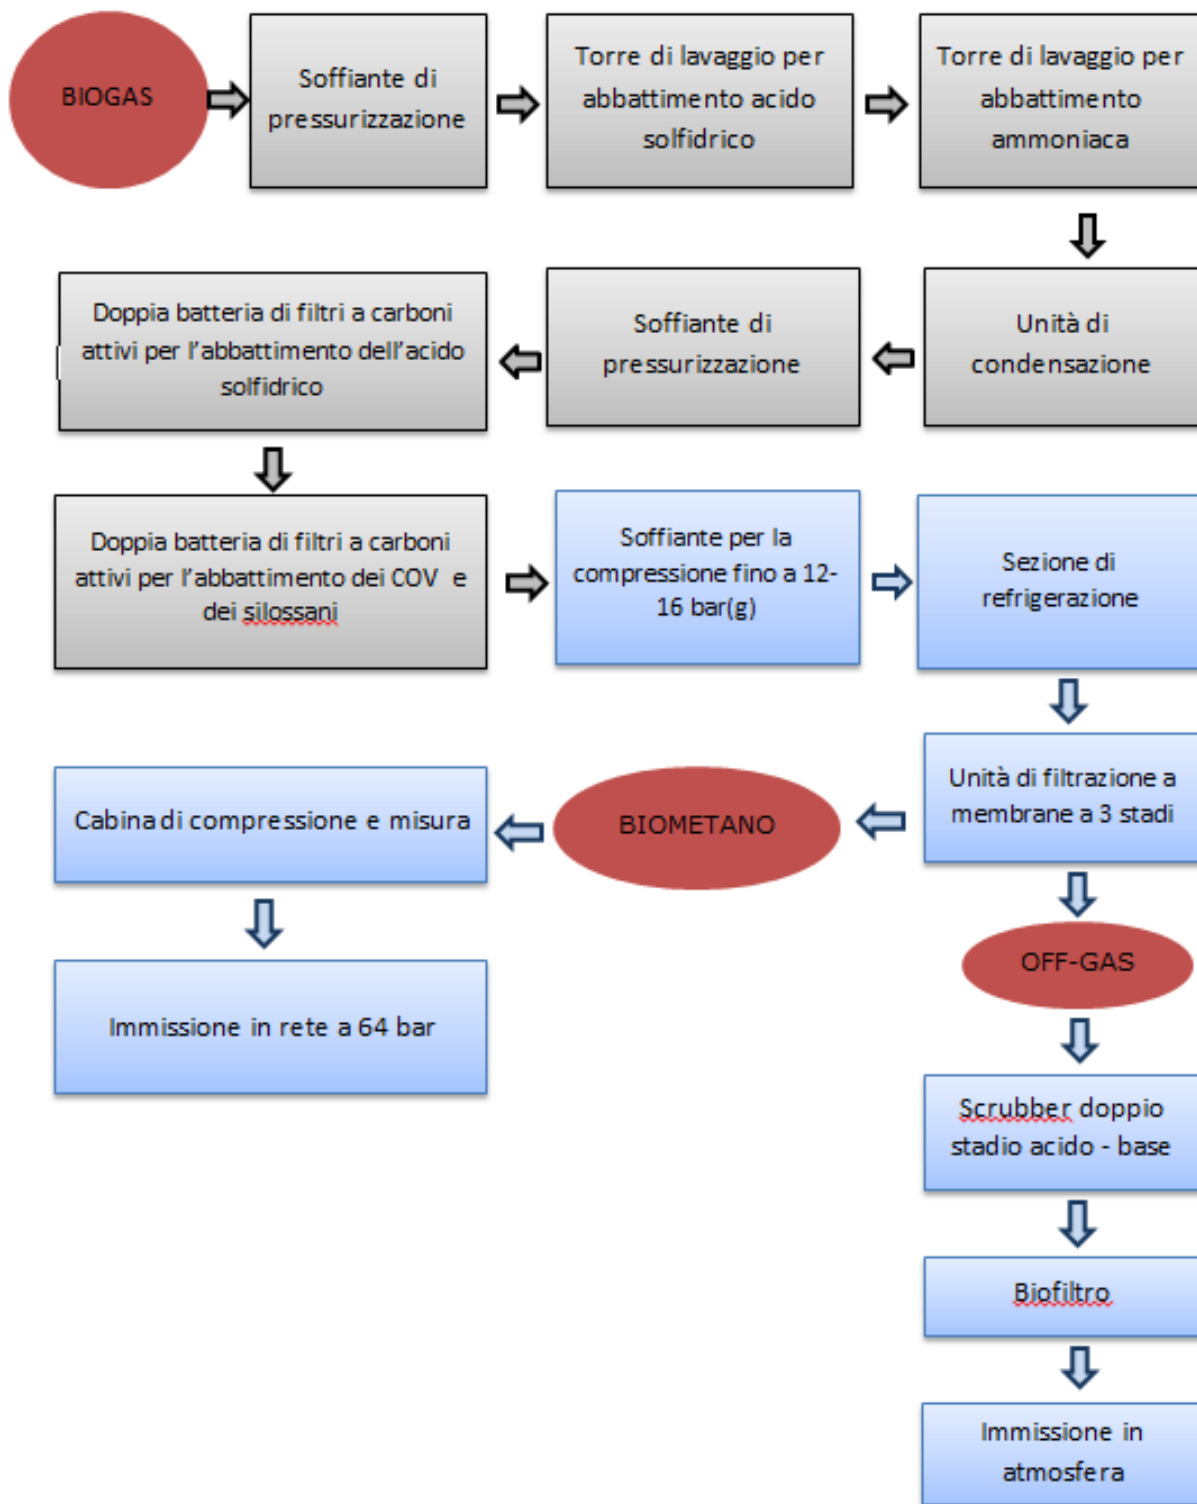 BIOGAS
Soffiante di
pressurizzazione
Torre di lavaggio per
abbattimento acido
solfidrico
Torre di lavaggio per
abbattimento
ammoniaca
Unità di
condensazione
Soffiante di
pressurizzazione
Doppia batteria di filtri a carboni
attivi per l'abbattimento dell'acido
solfidrico
Doppia batteria di filtri a carboni
attivi per l'abbattimento dei COV e
dei silossani
Soffiante per la
compressione fino a 12-
16 bar(g)
Sezione di
refrigerazione
Unità di filtrazione a
membrane a 3 stadi
BIOMETANO
Cabina di compressione e misura
Immissione in rete a 64 bar
OFF-GAS
Scrubber doppio
stadio acido - base
Biofiltro
Immissione in
atmosfera